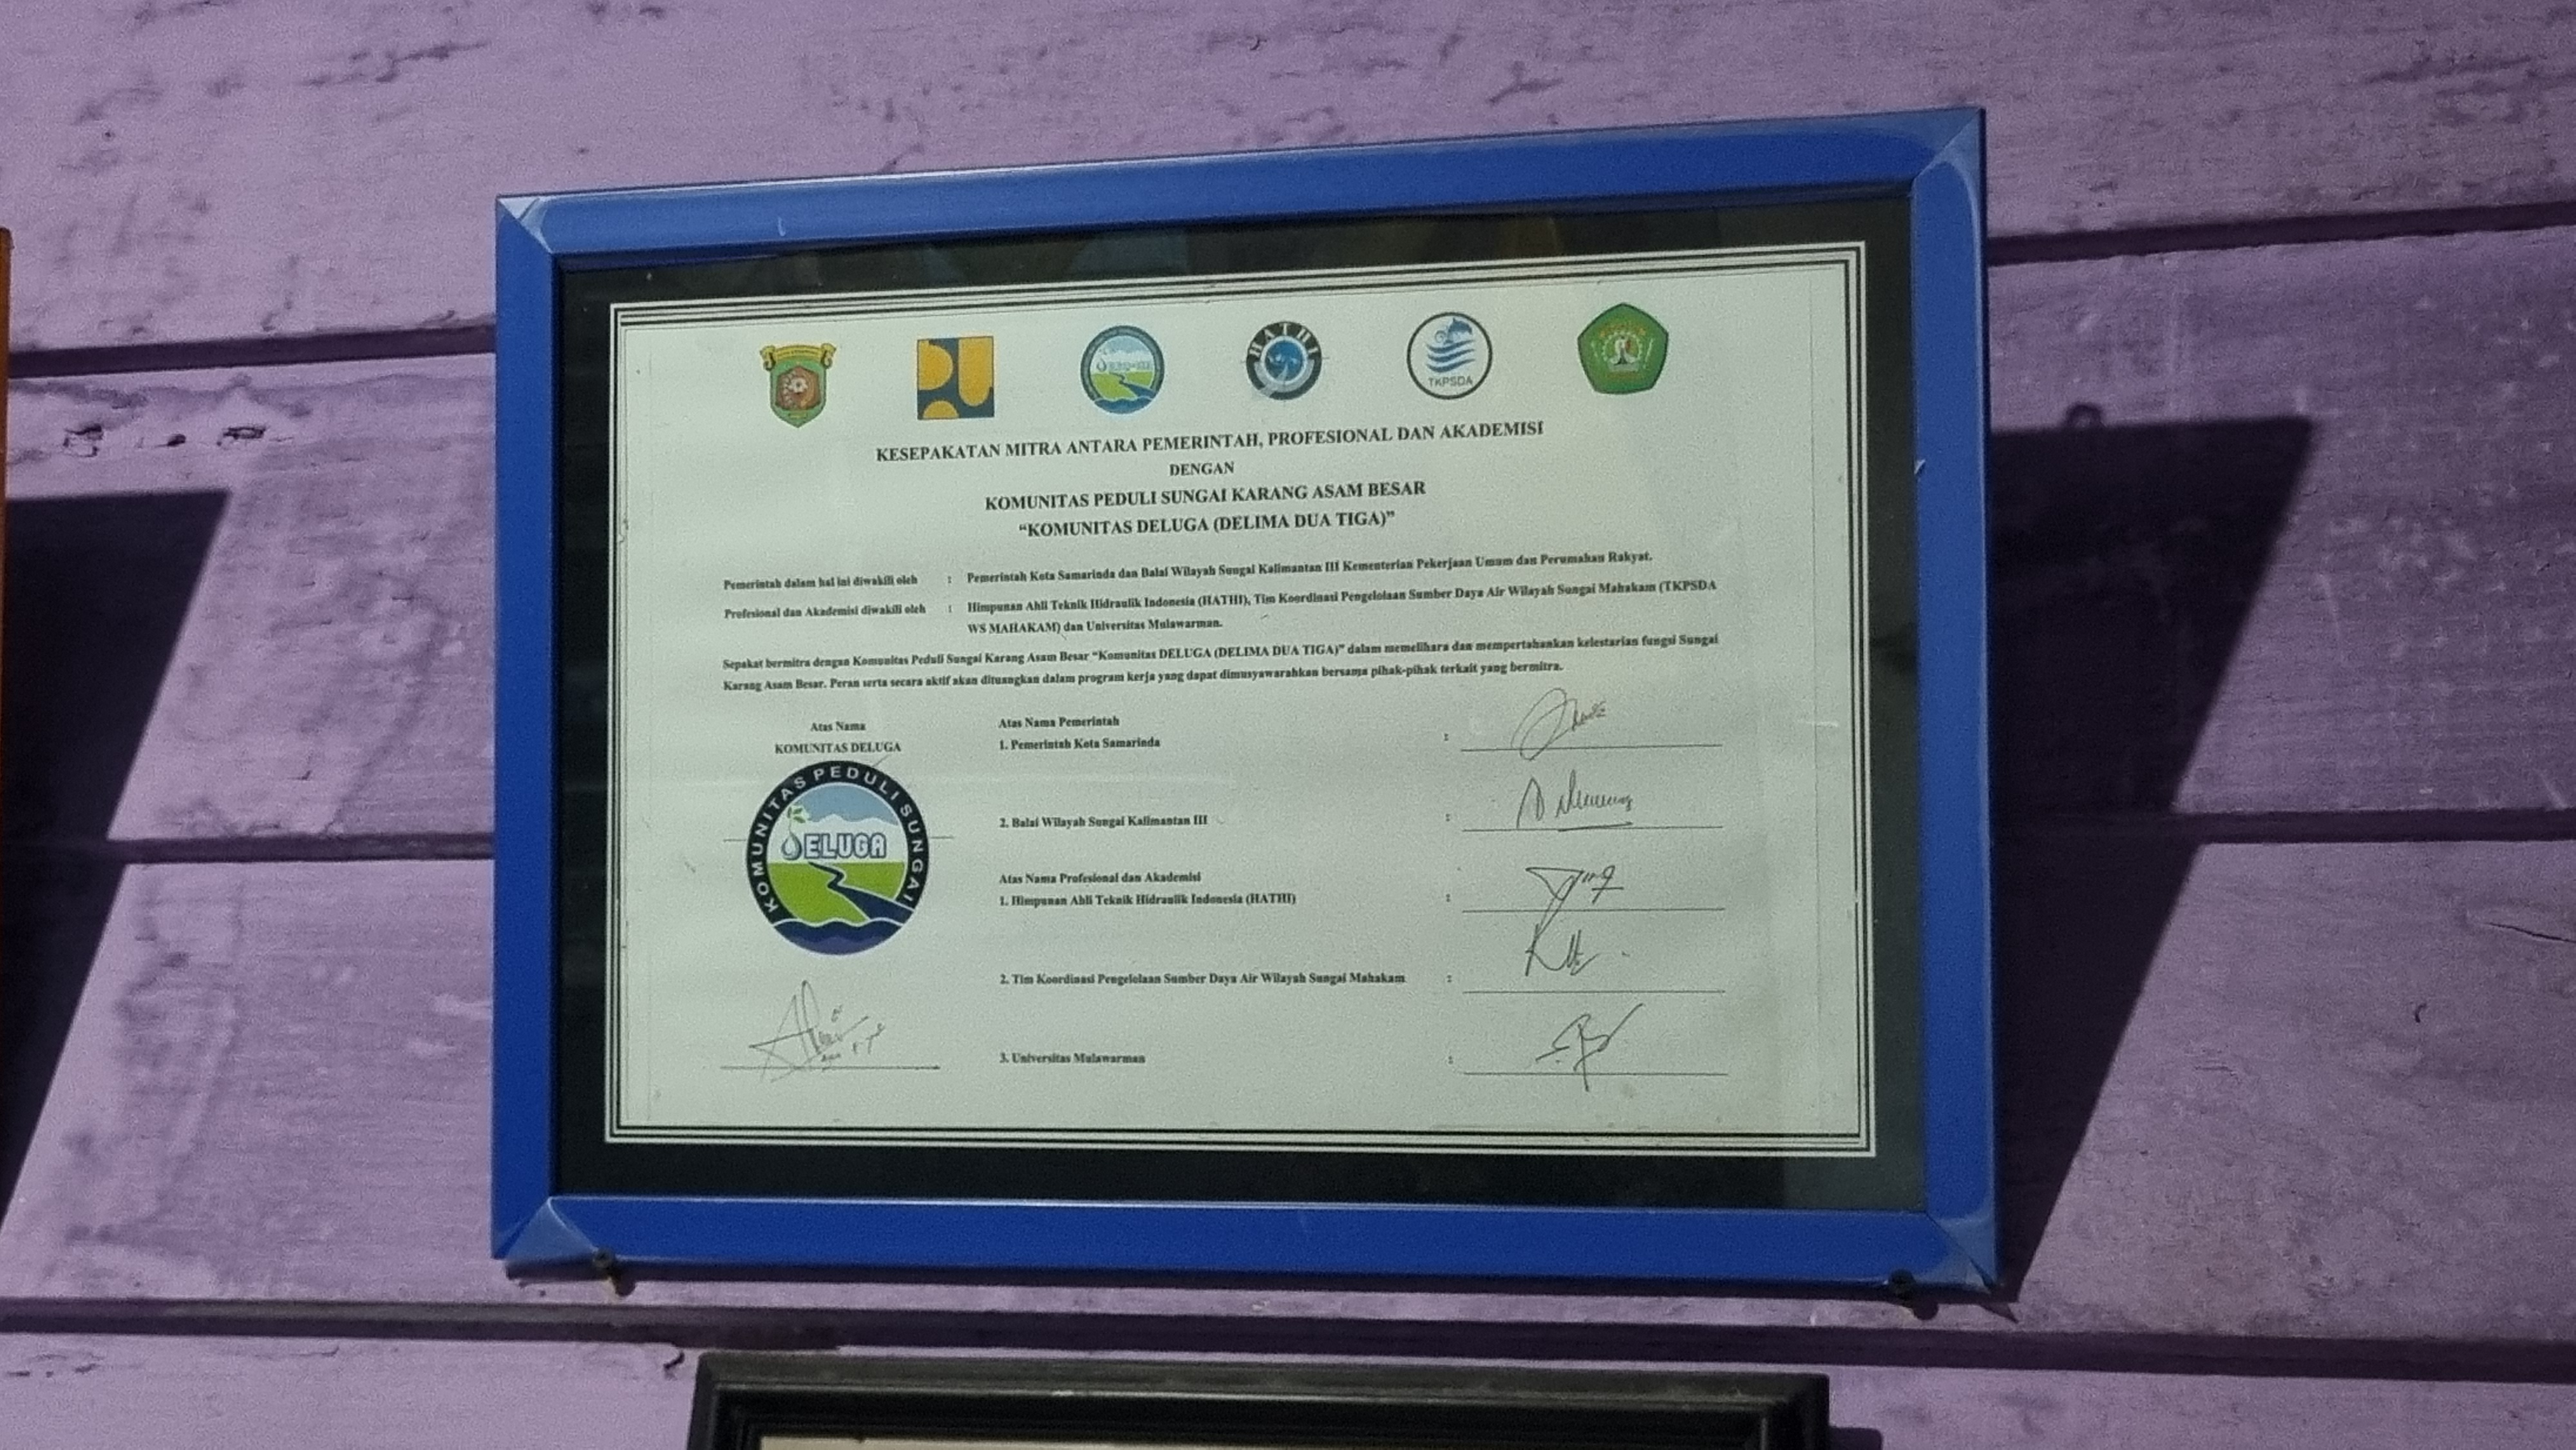 HATHI
TKPSDA
KESEPAKATAN MITRA ANTARA PEMERINTAH, PROFESIONAL DAN AKADEMISI
DENGAN
KOMUNITAS PEDULI SUNGAI KARANG ASAM BESAR
“KOMUNITAS DELUGA (DELIMA DUA TIGA)”
Pemerintah dalam hal ini diwakili oleh : Pemerintah Kota Samarinda dan Balai Wilayah Sungai Kalimantan III Kementerian Pekerjaan Umum dan Perumahan Rakyat.
Profesional dan Akademisi diwakili oleh : Himpunan Ahli Teknik Hidraulik Indonesia (HATHI), Tim Koordinasi Pengelolaan Sumber Daya Air Wilayah Sungai Mahakam (TKPSDA
WS MAHAKAM) dan Universitas Mulawarman.
Sepakat bermitra dengan Komunitas Peduli Sungai Karang Asam Besar “Komunitas DELUGA (DELIMA DUA TIGA)” dalam memelihara dan mempertahankan kelestarian fungsi Sungai
Karang Asam Besar. Peran serta secara aktif akan dituangkan dalam program kerja yang dapat dimusyawarahkan bersama pihak-pihak terkait yang bermitra.
Atas Nama
KOMUNITAS DELUGA
KOMUNITAS PEDULI SUNGAI
DELUGA
Atas Nama Pemerintah
1. Pemerintah Kota Samarinda :
2. Balai Wilayah Sungai Kalimantan III :
Atas Nama Profesional dan Akademisi
1. Himpunan Ahli Teknik Hidraulik Indonesia (HATHI) :
2. Tim Koordinasi Pengelolaan Sumber Daya Air Wilayah Sungai Mahakam :
3. Universitas Mulawarman :